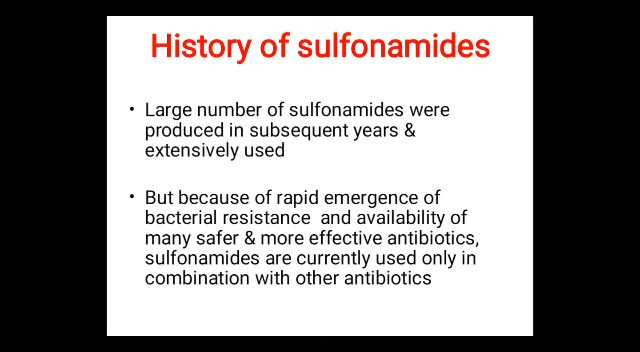 History of sulfonamides
• Large number of sulfonamides were
produced in subsequent years &
extensively used
• But because of rapid emergence of
bacterial resistance and availability of
many safer & more effective antibiotics,
sulfonamides are currently used only in
combination with other antibiotics